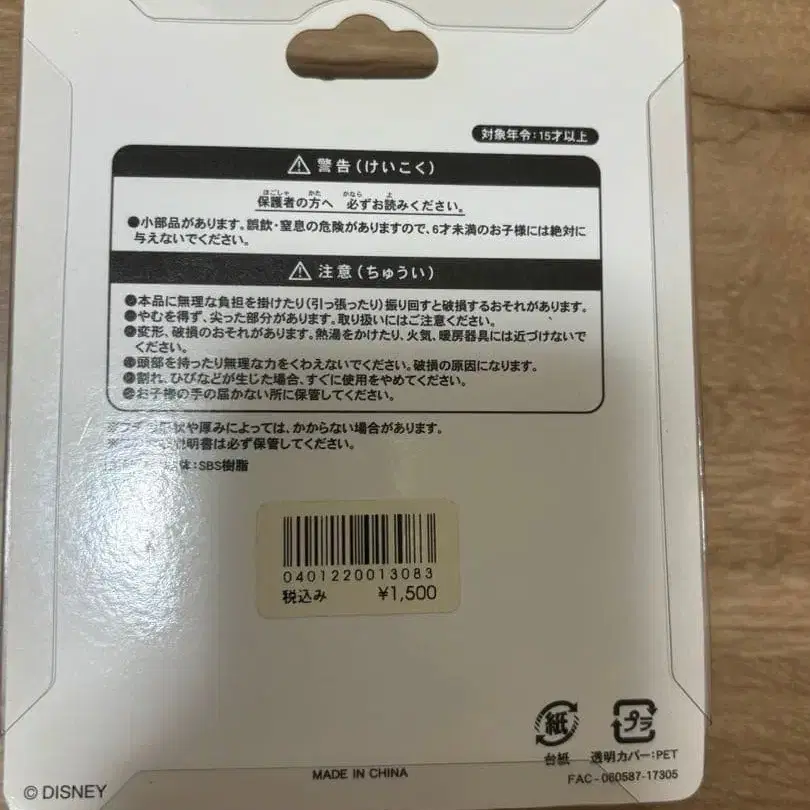 対象年令:15才以上
⚠ 警告(けいこく)
ほごしゃ かた かなら よ
保護者の方へ 必ずお読みください。
●小部品があります。誤飲・窒息の危険がありますので、6才未満のお子様には絶対に
与えないでください。
⚠ 注意(ちゅうい)
●本品に無理な負担を掛けたり(引っ張ったり)振り回すと破損するおそれがあります。
●やむを得ず、尖った部分があります。取り扱いにはご注意ください。
●変形、破損のおそれがあります。熱湯をかけたり、火気、暖房器具には近づけないで
ください。
●頭部を持ったり無理な力をくわえないでください。破損の原因になります。
●割れ、ひびなどが生じた場合、すぐに使用をやめてください。
●お子様の手の届かない所に保管してください。
や厚みによっては、かからない場合があります。
説明書は必ず保管してください。
体:SBS樹脂
0401220013083
税込み ¥1,500
紙 プラ
台紙 透明カバー:PET
MADE IN CHINA
FAC-060587-17305
© DISNEY